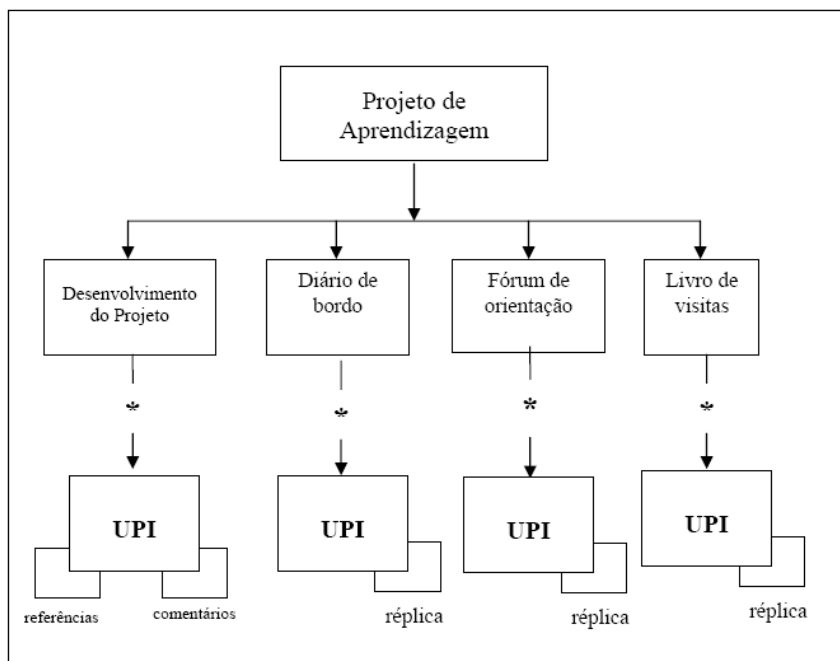 Projeto de
Aprendizagem
Desenvolvimento
do Projeto
Diário de
bordo
Fórum de
orientação
Livro de
visitas
*
*
*
*
UPI
UPI
UPI
UPI
referências
comentários
réplica
réplica
réplica